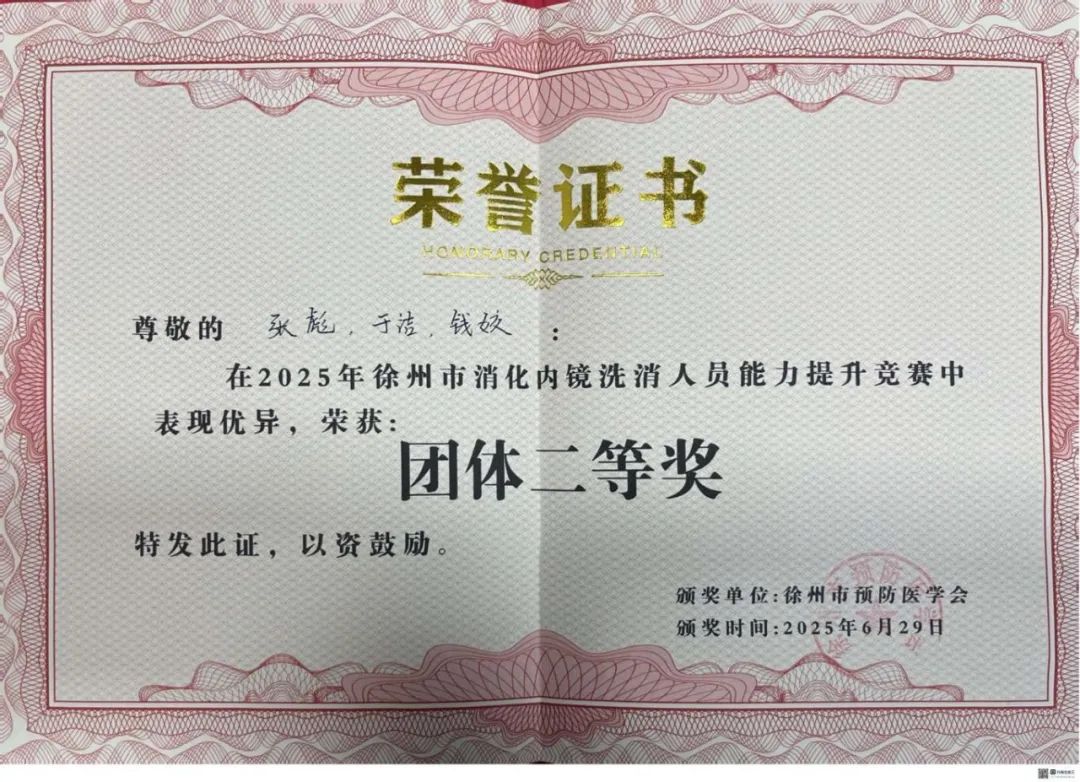 荣誉证书
HONORARY CREDENTIAL
尊敬的 张彪，于洁，钱姣：
在2025年徐州市消化内镜洗消人员能力提升竞赛中
表现优异，荣获：
团体二等奖
特发此证，以资鼓励。
颁奖单位:徐州市预防医学会
颁奖时间:2025年6月29日